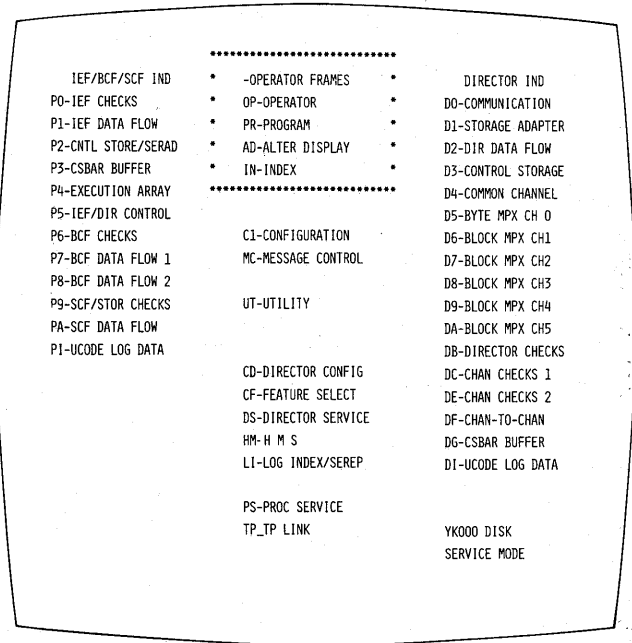 *****************************
IEF/BCF/SCF IND * -OPERATOR FRAMES * DIRECTOR IND
P0-IEF CHECKS * OP-OPERATOR * D0-COMMUNICATION
P1-IEF DATA FLOW * PR-PROGRAM * D1-STORAGE ADAPTER
P2-CNTL STORE/SERAD * AD-ALTER DISPLAY * D2-DIR DATA FLOW
P3-CSBAR BUFFER * IN-INDEX * D3-CONTROL STORAGE
P4-EXECUTION ARRAY ***************************** D4-COMMON CHANNEL
P5-IEF/DIR CONTROL D5-BYTE MPX CH 0
P6-BCF CHECKS C1-CONFIGURATION D6-BLOCK MPX CH1
P7-BCF DATA FLOW 1 MC-MESSAGE CONTROL D7-BLOCK MPX CH2
P8-BCF DATA FLOW 2 D8-BLOCK MPX CH3
P9-SCF/STOR CHECKS UT-UTILITY D9-BLOCK MPX CH4
PA-SCF DATA FLOW DA-BLOCK MPX CH5
PI-UCODE LOG DATA DB-DIRECTOR CHECKS
CD-DIRECTOR CONFIG DC-CHAN CHECKS 1
CF-FEATURE SELECT DE-CHAN CHECKS 2
DS-DIRECTOR SERVICE DF-CHAN-TO-CHAN
HM-H M S DG-CSBAR BUFFER
LI-LOG INDEX/SEREP DI-UCODE LOG DATA
PS-PROC SERVICE
TP_TP LINK YK000 DISK
SERVICE MODE